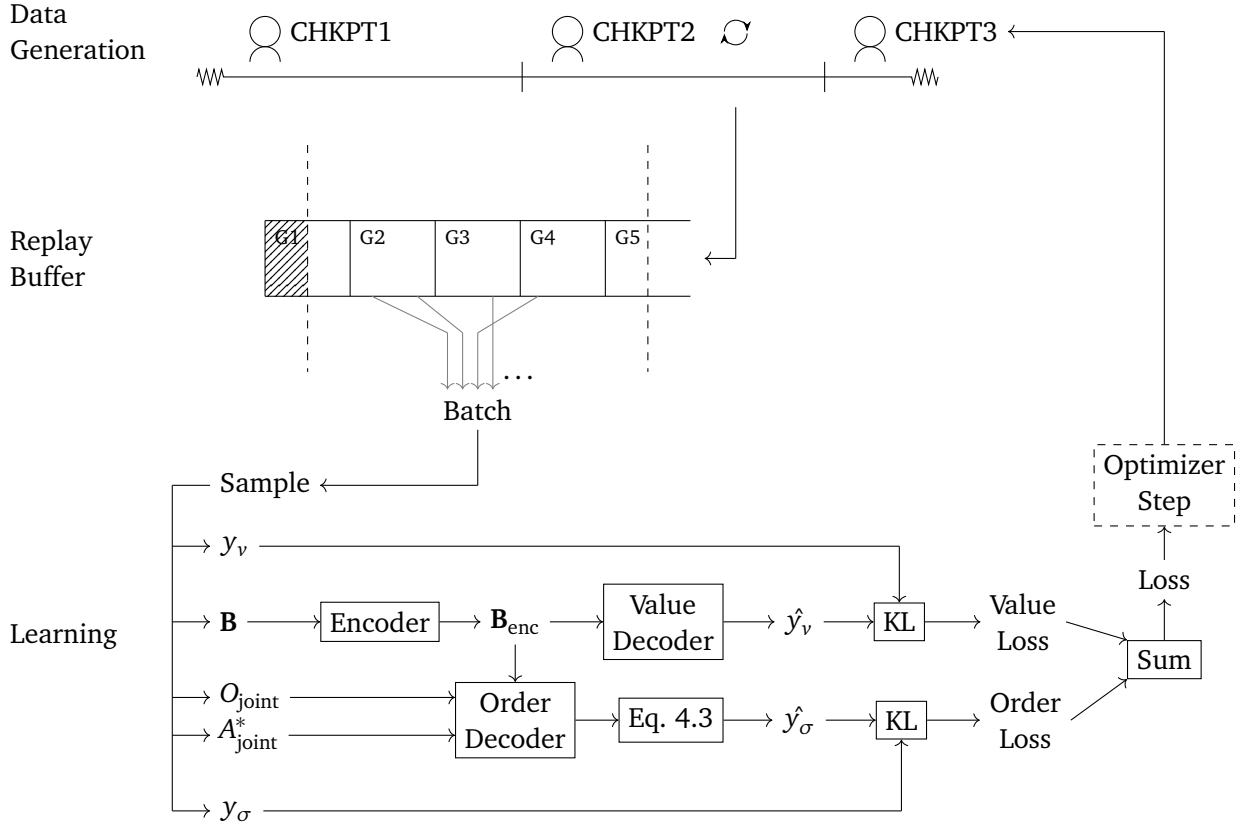 Data
Generation
CHKPT1
CHKPT2
CHKPT3
Replay
Buffer
G1
G2
G3
G4
G5
...
Batch
Optimizer
Step
Sample
y_v
Loss
Learning
B
Encoder
B_enc
Value
Decoder
ŷ_v
KL
Value
Loss
Sum
O_joint
A*_joint
Order
Decoder
Eq. 4.3
ŷ_σ
KL
Order
Loss
y_σ